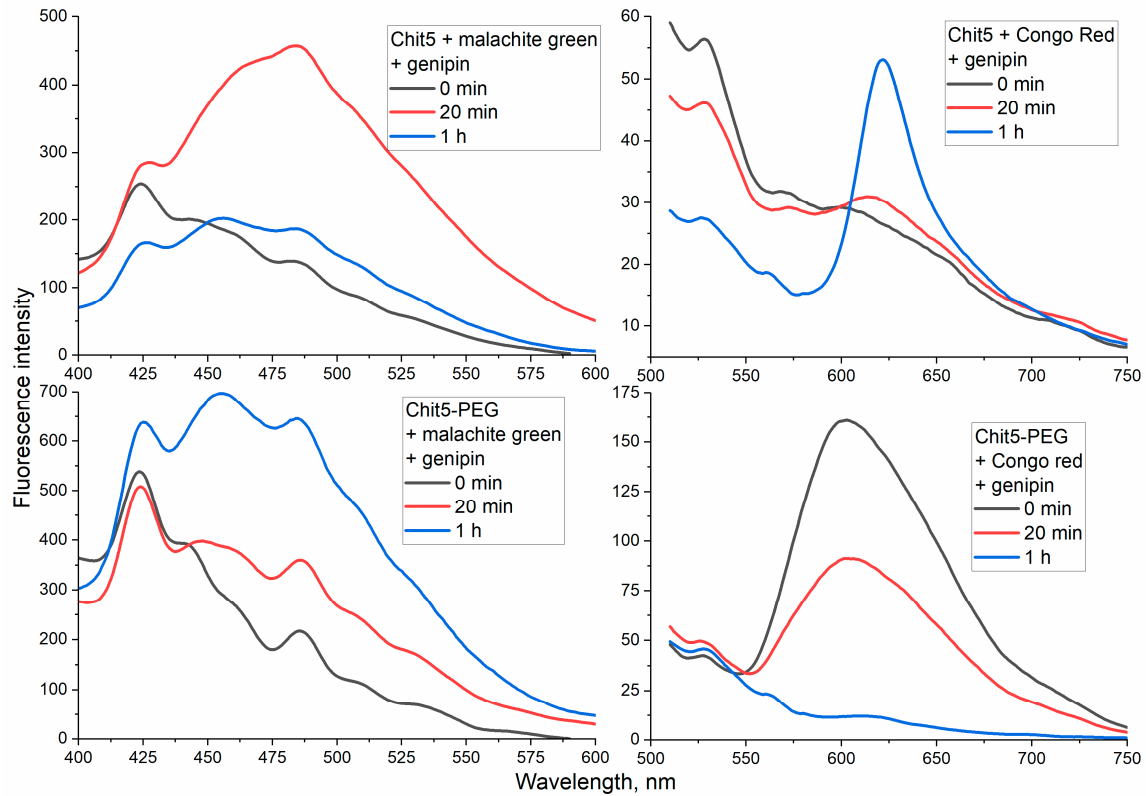 Fluorescence intensity
500
400
300
200
100
0
400 425 450 475 500 525 550 575 600
Chit5 + malachite green
+ genipin
0 min
20 min
1 h
60
50
40
30
20
10
500 550 600 650 700 750
Chit5 + Congo Red
+ genipin
0 min
20 min
1 h
700
600
500
400
300
200
100
0
400 425 450 475 500 525 550 575 600
Chit5-PEG
+ malachite green
+ genipin
0 min
20 min
1 h
175
150
125
100
75
50
25
0
500 550 600 650 700 750
Chit5-PEG
+ Congo red
+ genipin
0 min
20 min
1 h
Wavelength, nm